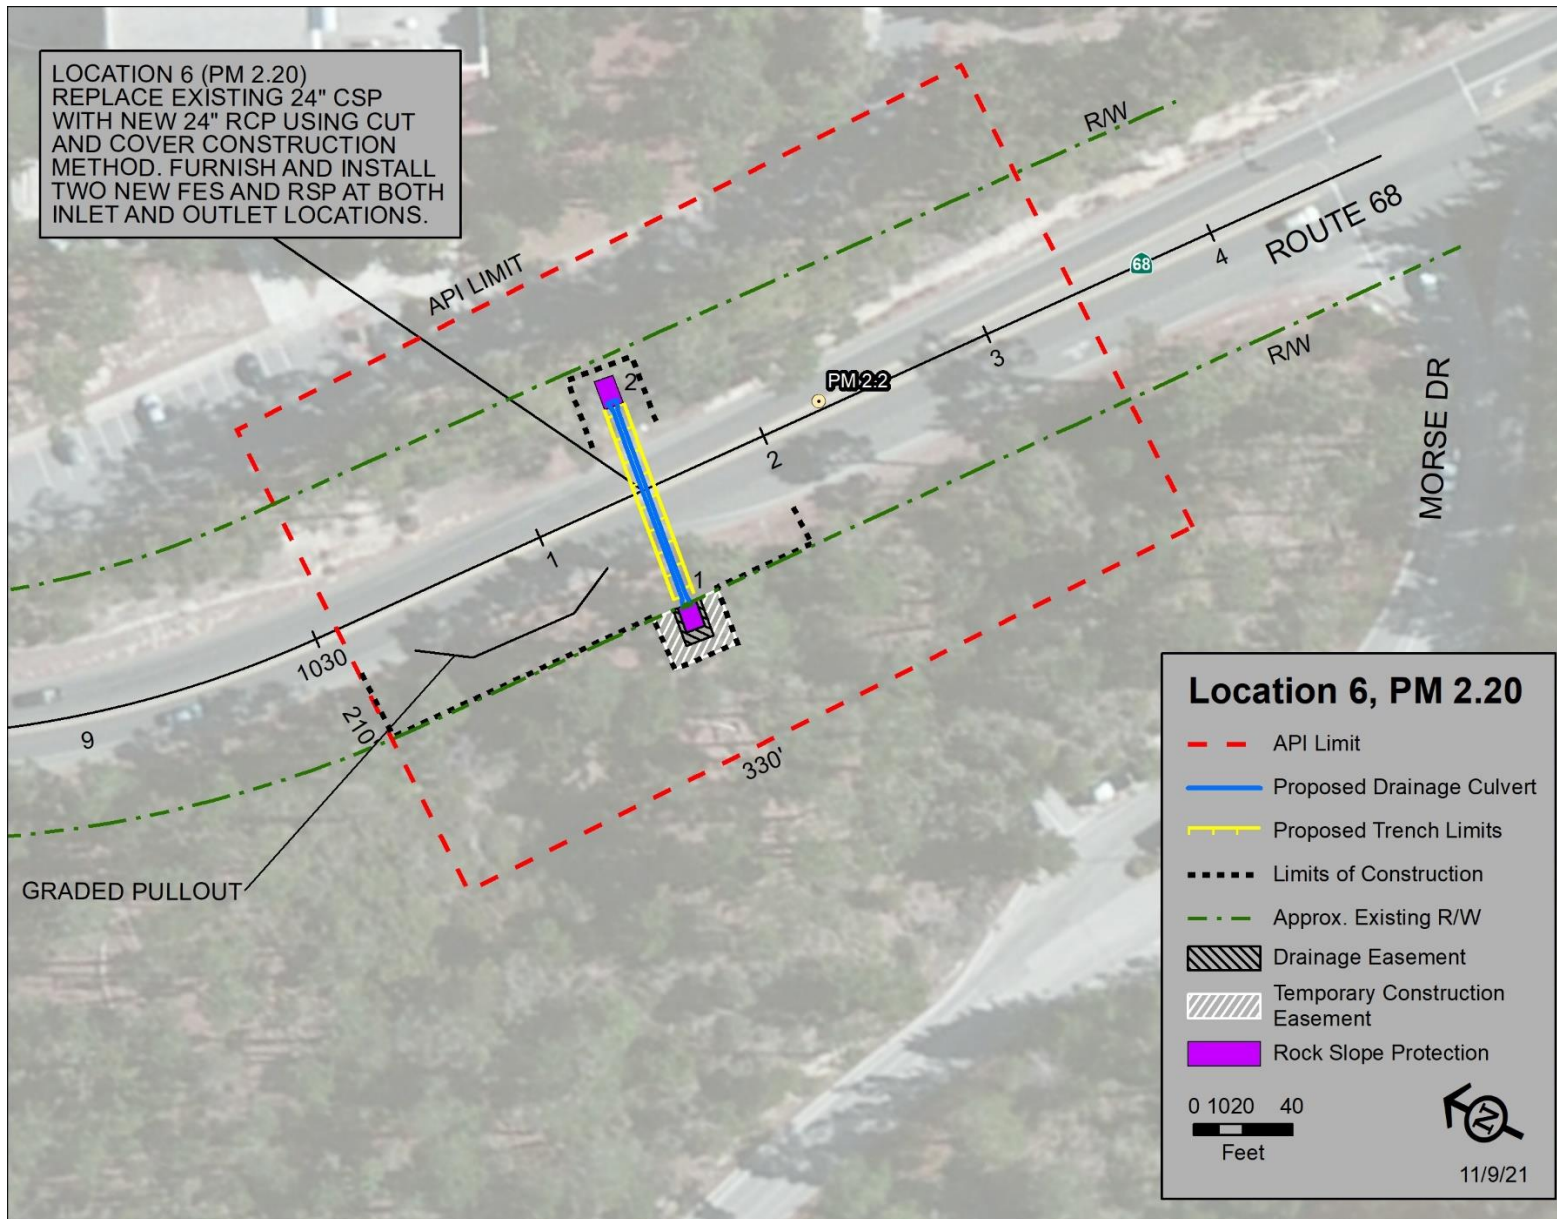 LOCATION 6 (PM 2.20)
REPLACE EXISTING 24" CSP
WITH NEW 24" RCP USING CUT
AND COVER CONSTRUCTION
METHOD. FURNISH AND INSTALL
TWO NEW FES AND RSP AT BOTH
INLET AND OUTLET LOCATIONS.
API LIMIT
R/W
ROUTE 68
68
4
R/W
3
PM 2.2
2
2
MORSE DR
1
1
1030
210'
9
330'
GRADED PULLOUT
Location 6, PM 2.20
API Limit
Proposed Drainage Culvert
Proposed Trench Limits
Limits of Construction
Approx. Existing R/W
Drainage Easement
Temporary Construction
Easement
Rock Slope Protection
0 1020 40
Feet
N
11/9/21